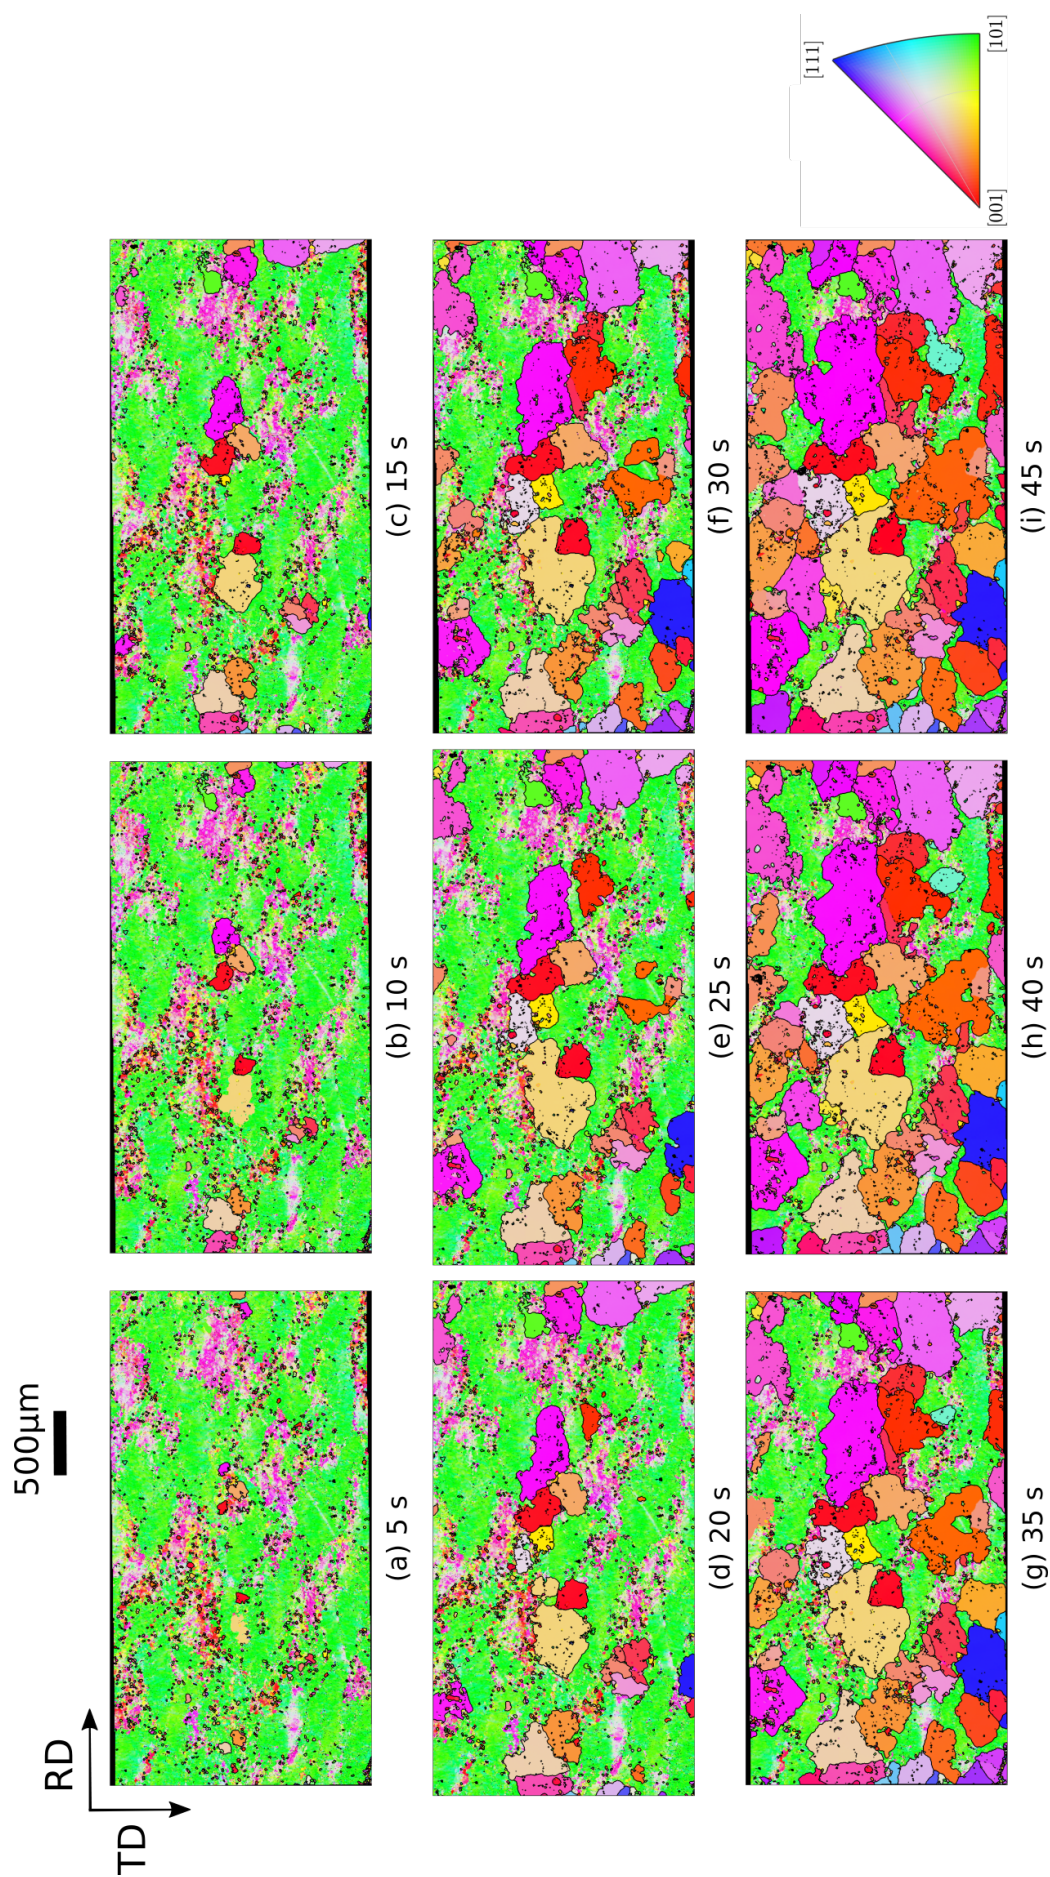 500μm
RD
TD
(a) 5 s
(b) 10 s
(c) 15 s
(d) 20 s
(e) 25 s
(f) 30 s
(g) 35 s
(h) 40 s
(i) 45 s
[111]
[001]
[101]